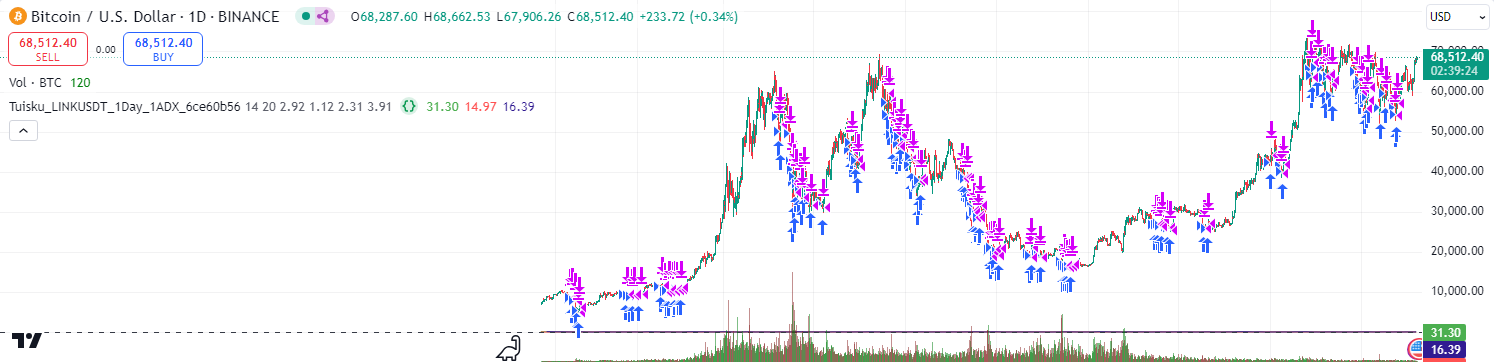 Bitcoin / U.S. Dollar · 1D · BINANCE O68,287.60 H68,662.53 L67,906.26 C68,512.40 +233.72 (+0.34%) USD
68,512.40 SELL 0.00 68,512.40 BUY
Vol · BTC 120
Tuisku_LINKUSDT_1Day_1ADX_6ce60b56 14 20 2.92 1.12 2.31 3.91 {} 31.30 14.97 16.39
68,512.40
02:39:24
60,000.00
50,000.00
40,000.00
30,000.00
20,000.00
10,000.00
31.30
16.39